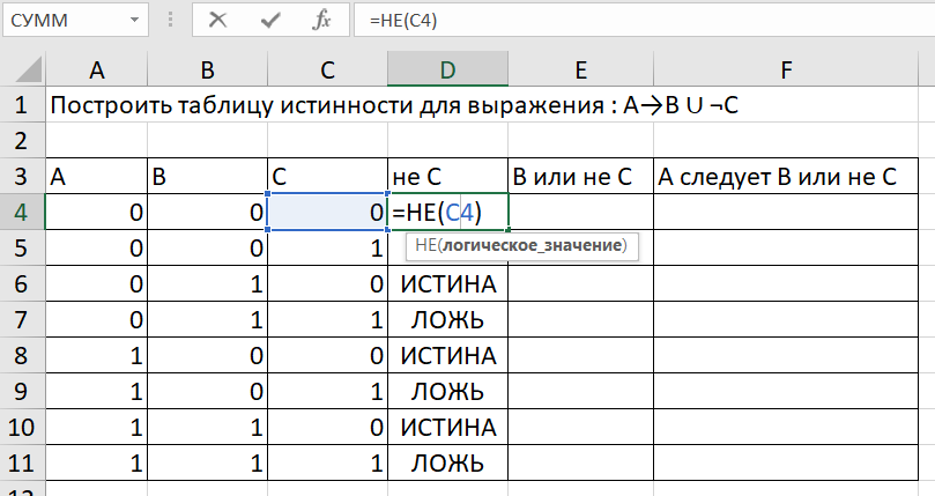 СУММ =НЕ(C4)
A B C D E F
1 Построить таблицу истинности для выражения : A→B ∪ ¬C
2
3 A B C не C B или не C A следует B или не C
4 0 0 0 =НЕ(C4)
5 0 0 1 НЕ(логическое_значение)
6 0 1 0 ИСТИНА
7 0 1 1 ЛОЖЬ
8 1 0 0 ИСТИНА
9 1 0 1 ЛОЖЬ
10 1 1 0 ИСТИНА
11 1 1 1 ЛОЖЬ